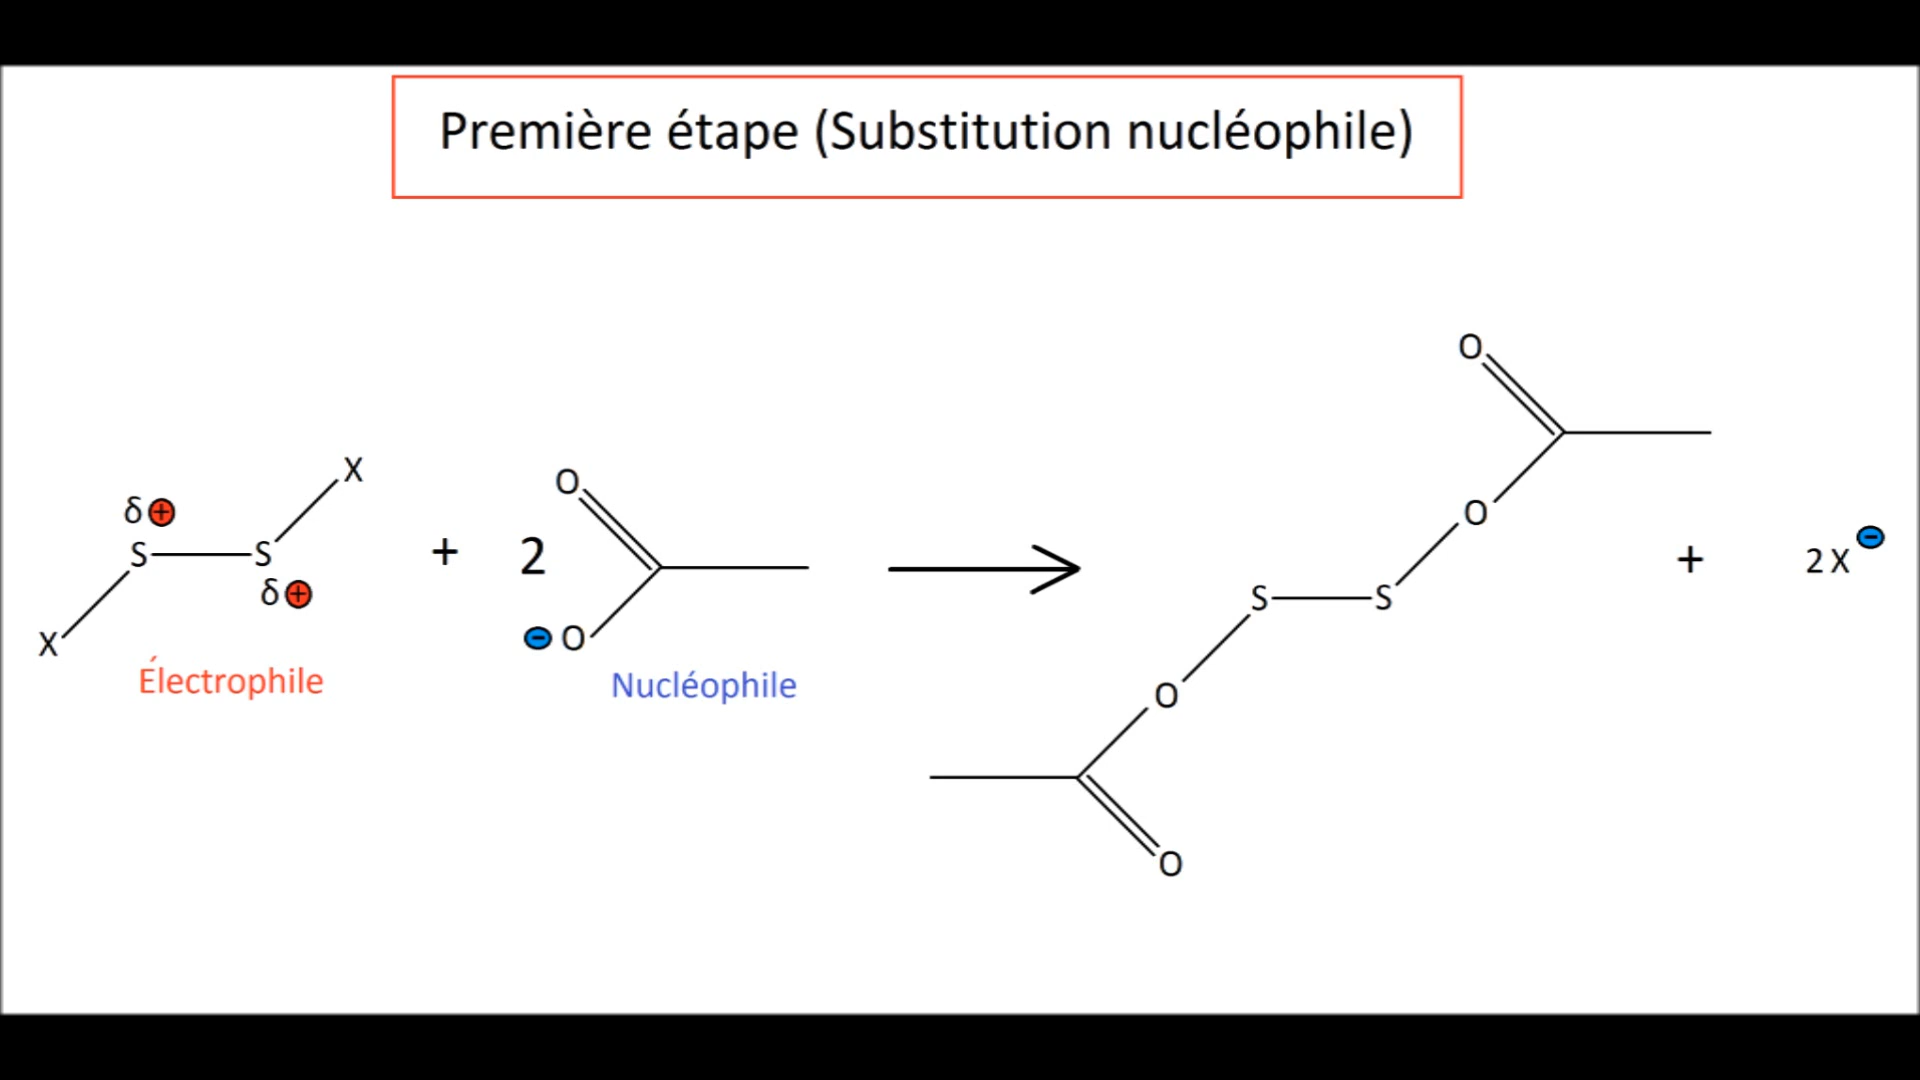 Première étape (Substitution nucléophile)
O
X
O
δ⊕
S S
δ⊕
X
Électrophile
+
2
O
⊖ O
Nucléophile
O
S S
O
O
+
2 X ⊖